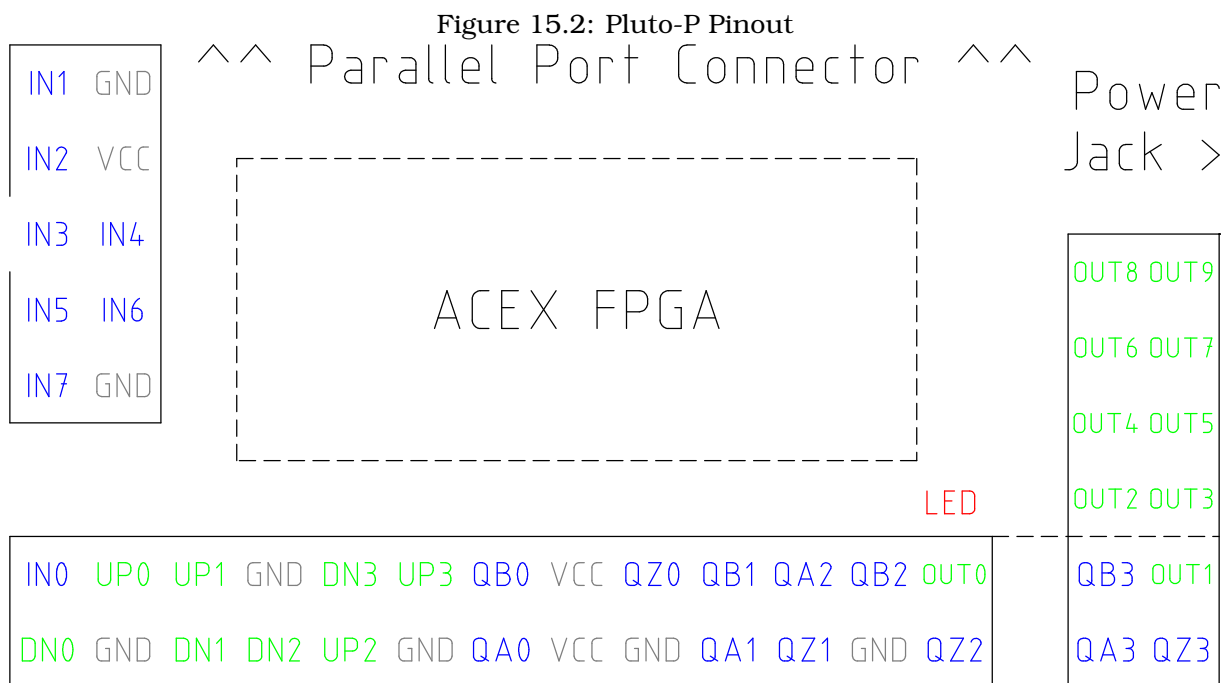 Figure 15.2: Pluto-P Pinout
^^ Parallel Port Connector ^^
Power
Jack >
IN1 GND
IN2 VCC
IN3 IN4
IN5 IN6
IN7 GND
ACEX FPGA
OUT8 OUT9
OUT6 OUT7
OUT4 OUT5
OUT2 OUT3
LED
IN0 UP0 UP1 GND DN3 UP3 QB0 VCC QZ0 QB1 QA2 QB2 OUT0 QB3 OUT1
DN0 GND DN1 DN2 UP2 GND QA0 VCC GND QA1 QZ1 GND QZ2 QA3 QZ3